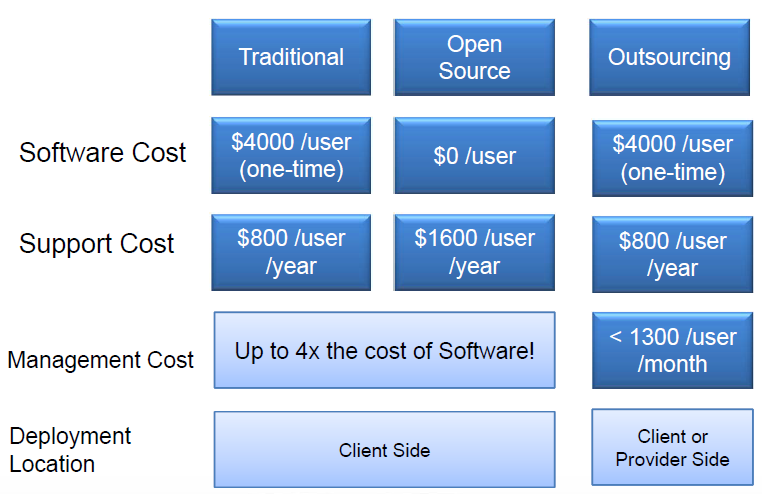 Traditional
Open
Source
Outsourcing
Software Cost
$4000 /user
(one-time)
$0 /user
$4000 /user
(one-time)
Support Cost
$800 /user
/year
$1600 /user
/year
$800 /user
/year
Management Cost
Up to 4x the cost of Software!
< 1300 /user
/month
Deployment
Location
Client Side
Client or
Provider Side